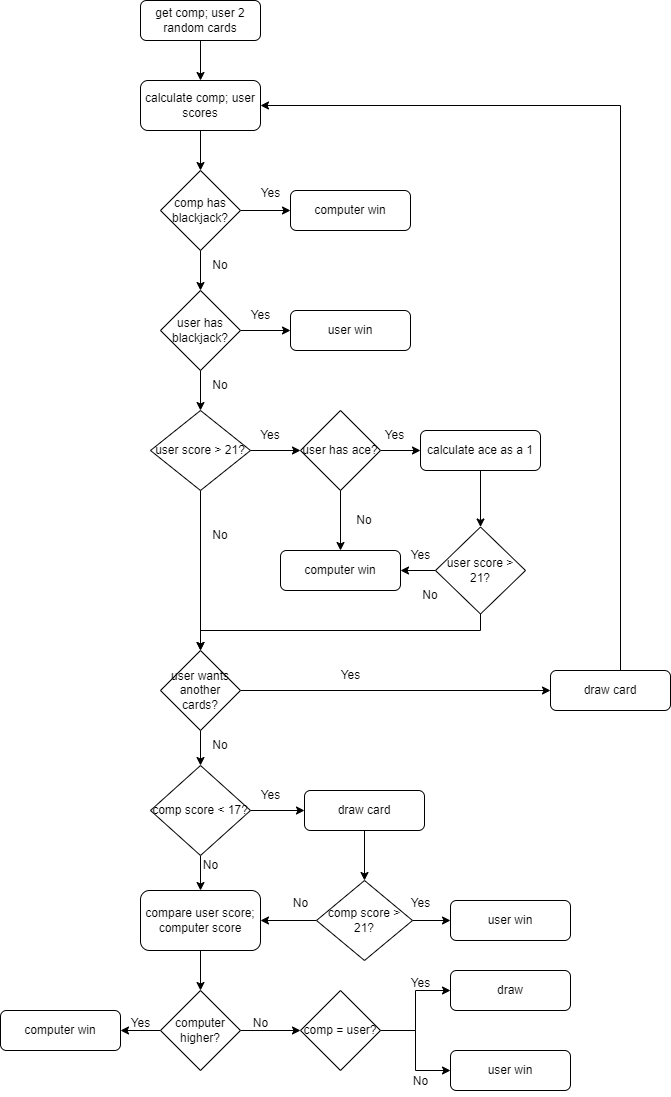 get comp; user 2
random cards
calculate comp; user
scores
comp has
blackjack?
Yes
computer win
No
user has
blackjack?
Yes
user win
No
user score > 21?
Yes
user has ace?
Yes
calculate ace as a 1
No
No
computer win
Yes
user score >
21?
No
user wants
another
cards?
Yes
draw card
No
comp score < 17?
Yes
draw card
No
compare user score;
computer score
No
comp score >
21?
Yes
user win
computer win
Yes
computer
higher?
No
comp = user?
Yes
draw
No
user win